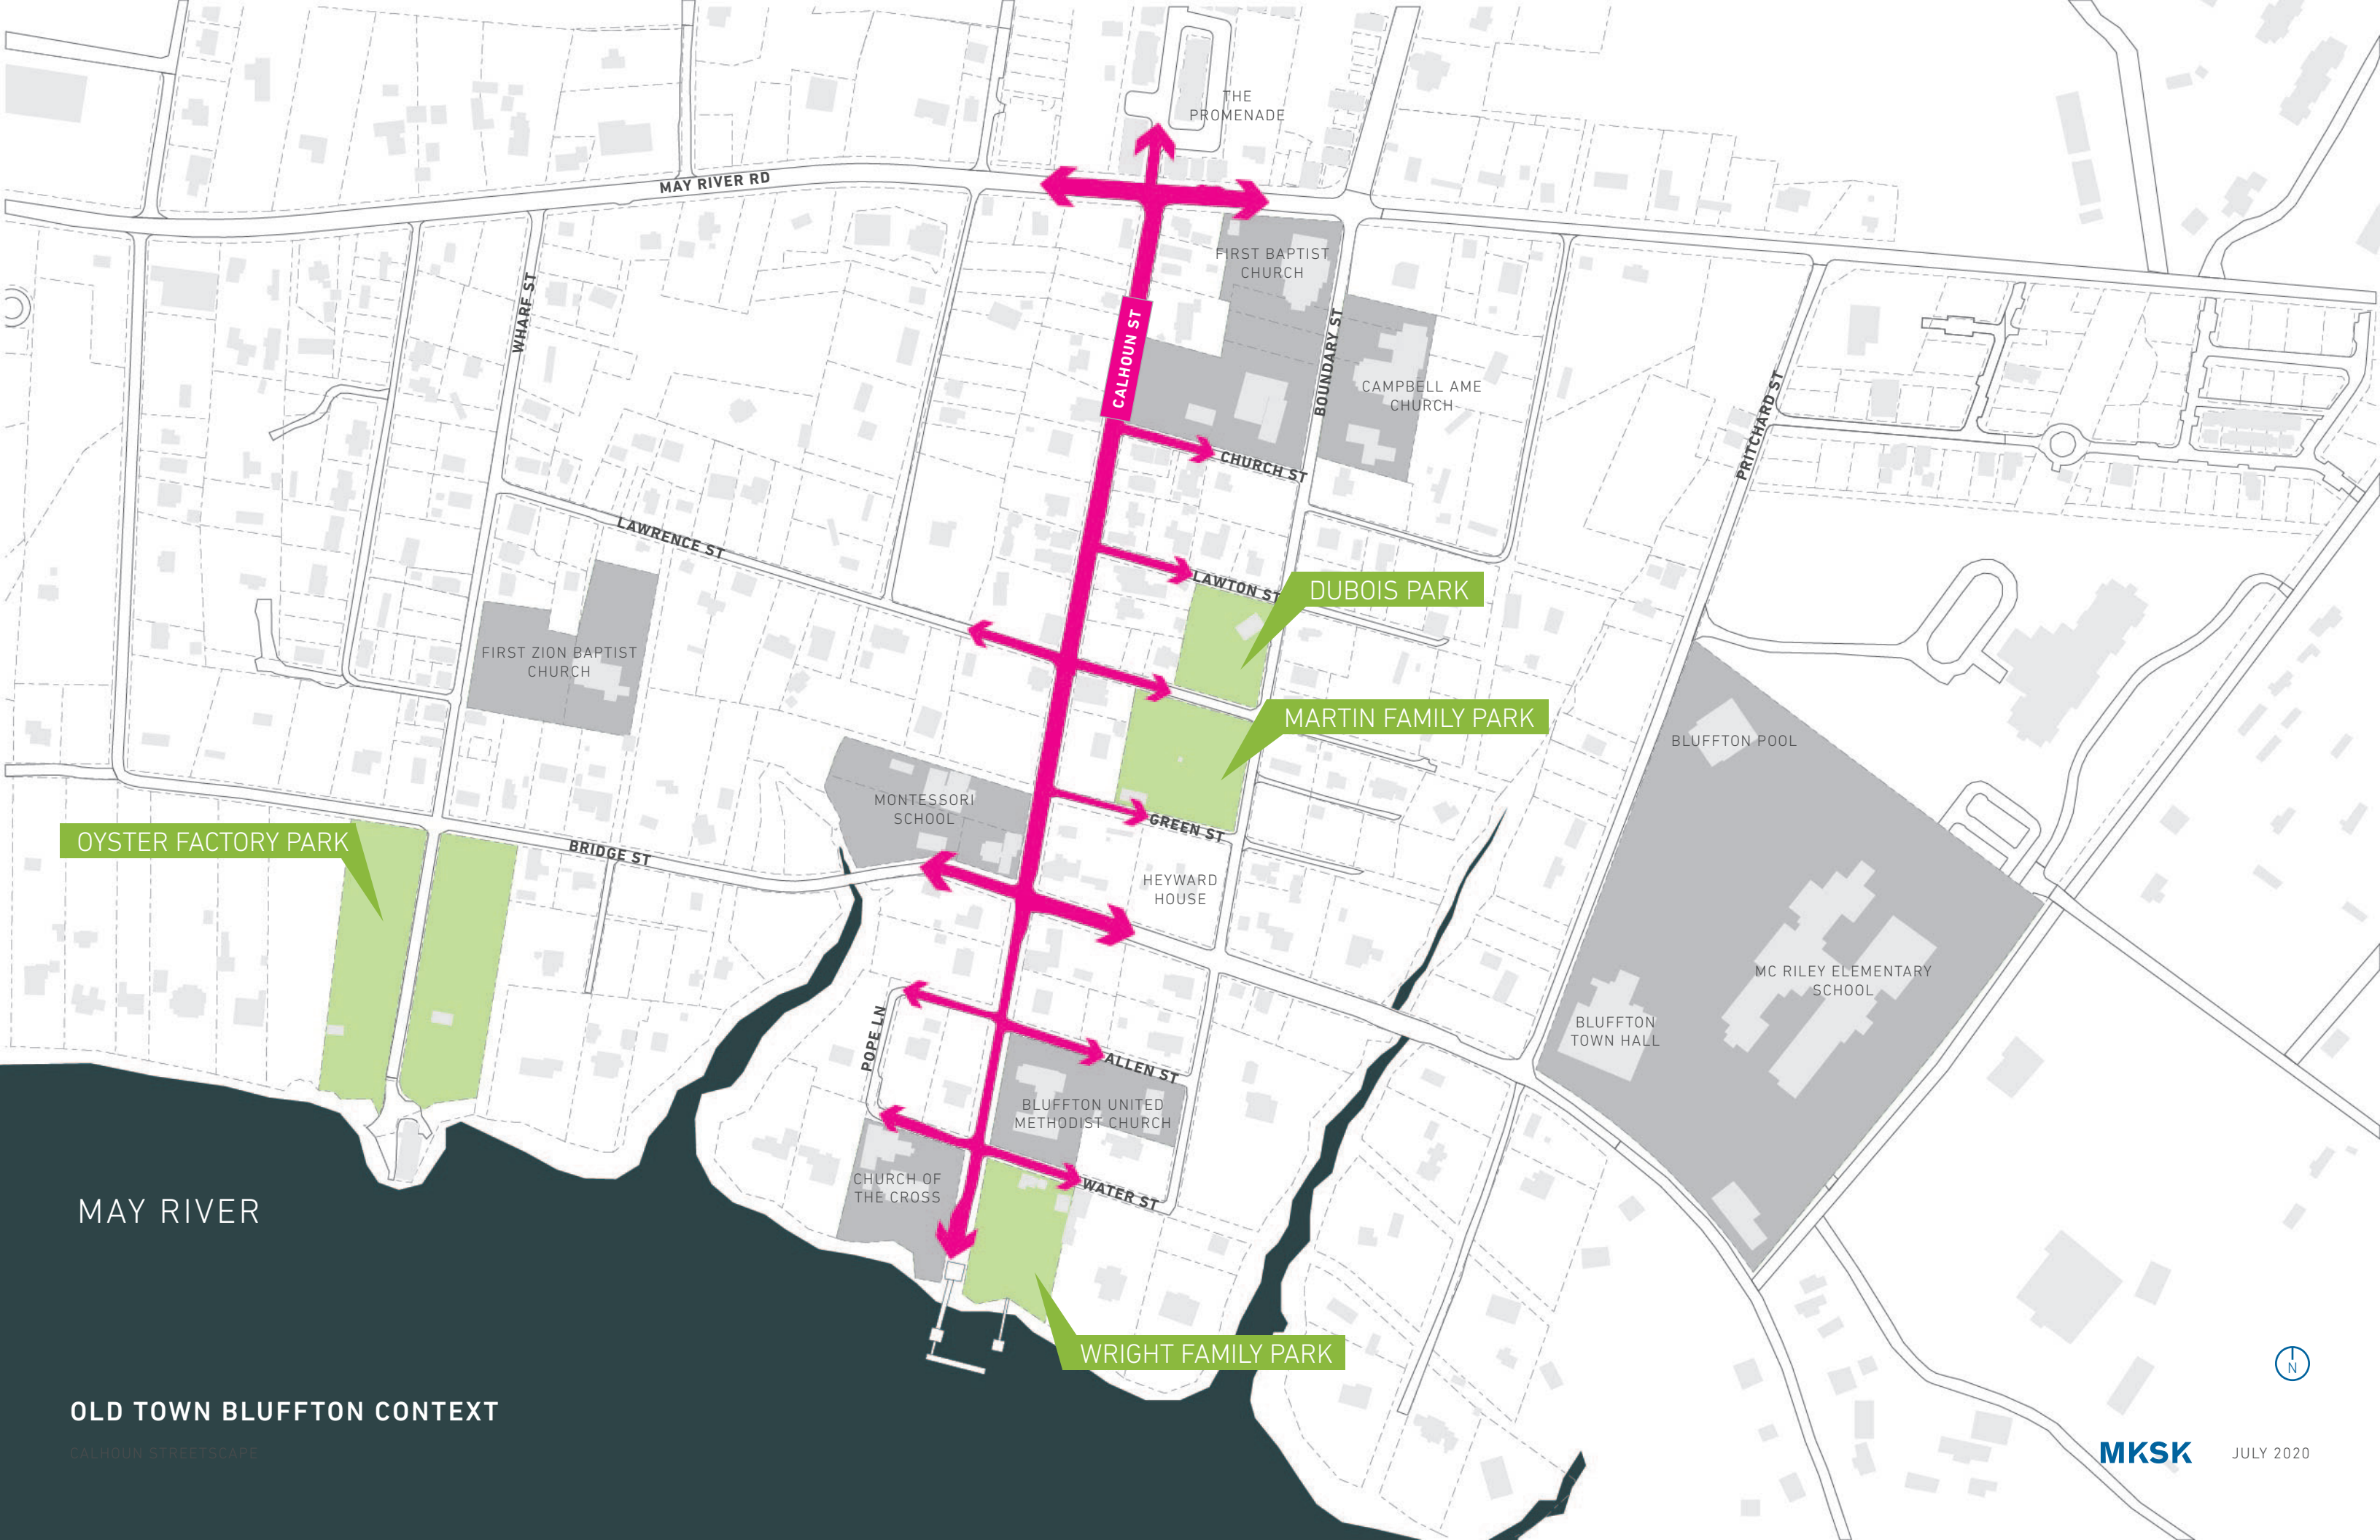 THE
PROMENADE
MAY RIVER RD
FIRST BAPTIST
CHURCH
WHARF ST
CALHOUN ST
BOUNDARY ST
CAMPBELL AME
CHURCH
PRITCHARD ST
CHURCH ST
LAWRENCE ST
LAWTON ST
DUBOIS PARK
FIRST ZION BAPTIST
CHURCH
MARTIN FAMILY PARK
BLUFFTON POOL
MONTESSORI
SCHOOL
GREEN ST
OYSTER FACTORY PARK
BRIDGE ST
HEYWARD
HOUSE
MC RILEY ELEMENTARY
SCHOOL
POPE LN
BLUFFTON
TOWN HALL
ALLEN ST
BLUFFTON UNITED
METHODIST CHURCH
CHURCH OF
THE CROSS
WATER ST
MAY RIVER
WRIGHT FAMILY PARK
N
OLD TOWN BLUFFTON CONTEXT
CALHOUN STREETSCAPE
MKSK
JULY 2020